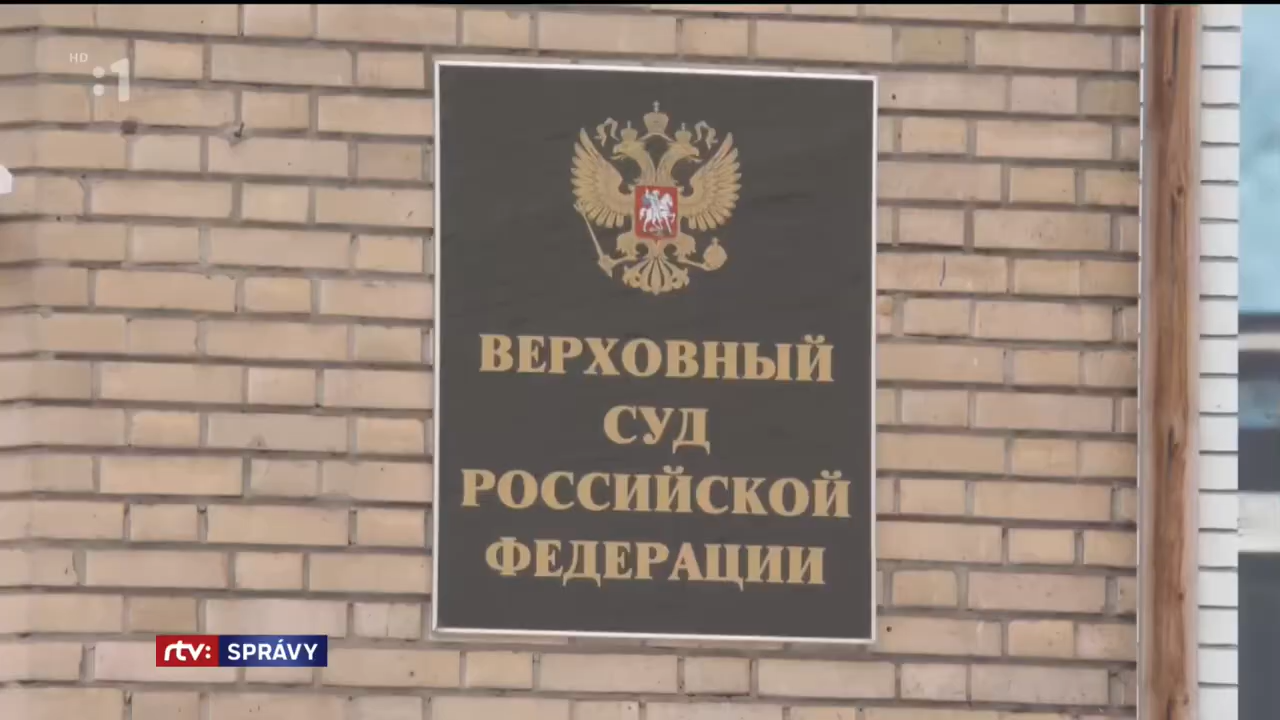 HD
:1
ВЕРХОВНЫЙ
СУД
РОССИЙСКОЙ
ФЕДЕРАЦИИ
rtv: SPRÁVY